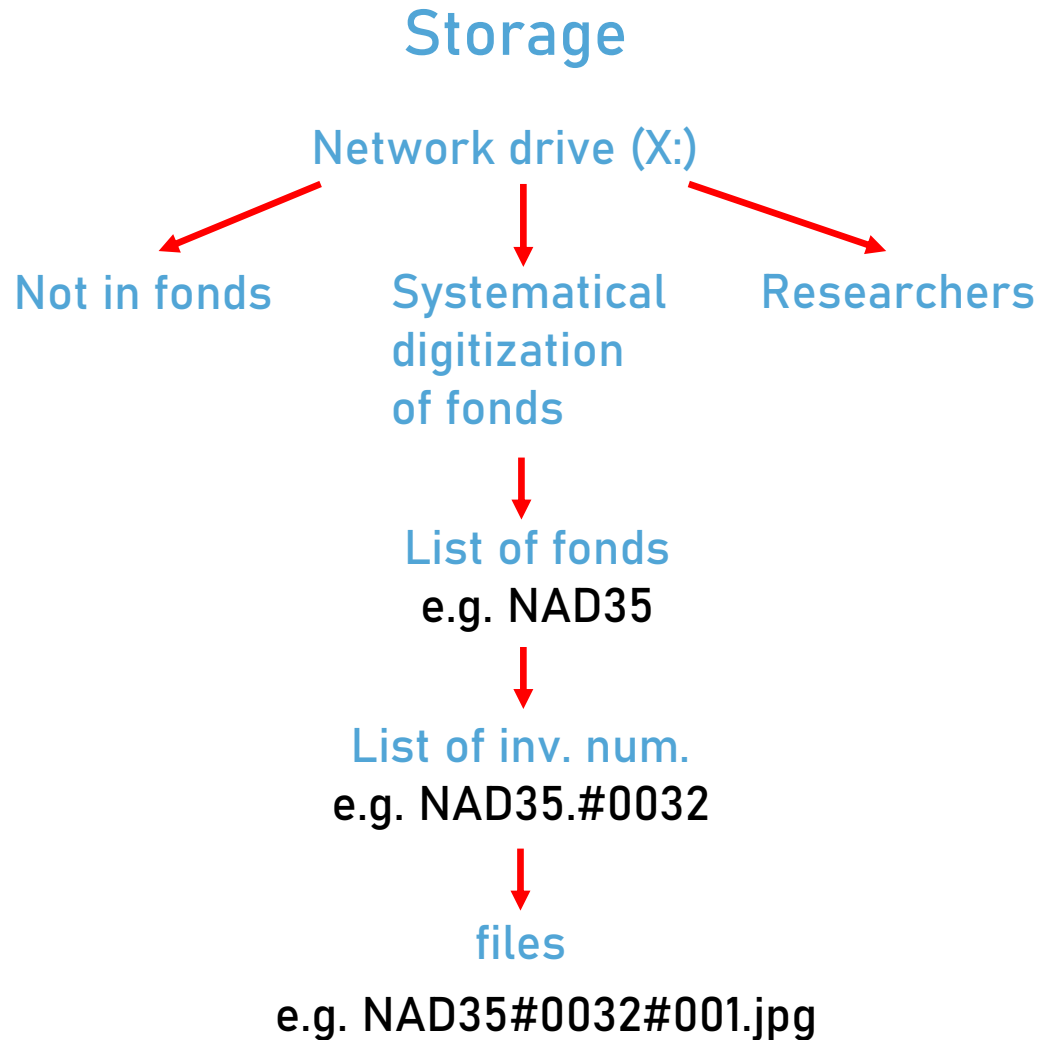 Storage
Network drive (X:)
Not in fonds
Systematical
digitization
of fonds
Researchers
List of fonds
e.g. NAD35
List of inv. num.
e.g. NAD35.#0032
files
e.g. NAD35#0032#001.jpg